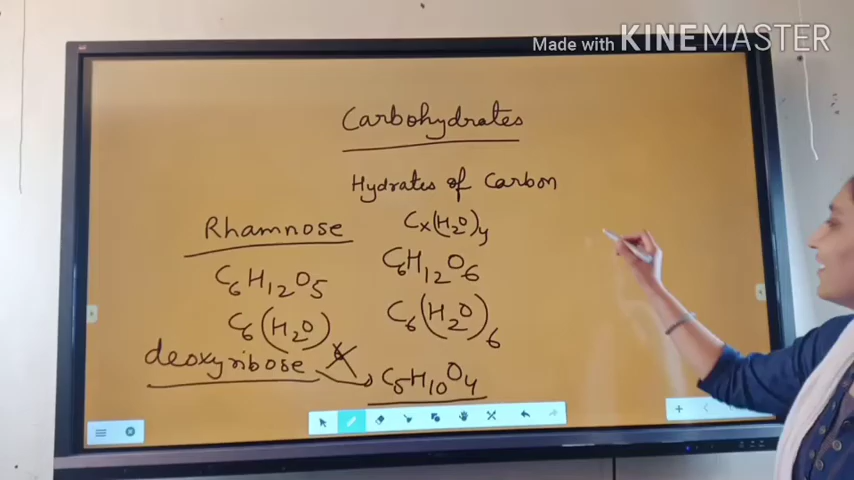 Made with KINEMASTER
Carbohydrates
Hydrates of Carbon
Cx(H2O)y
Rhamnose
C6H12O6
C6H12O5
C6(H2O)6
C6(H2O)
deoxyribose
C5H10O4